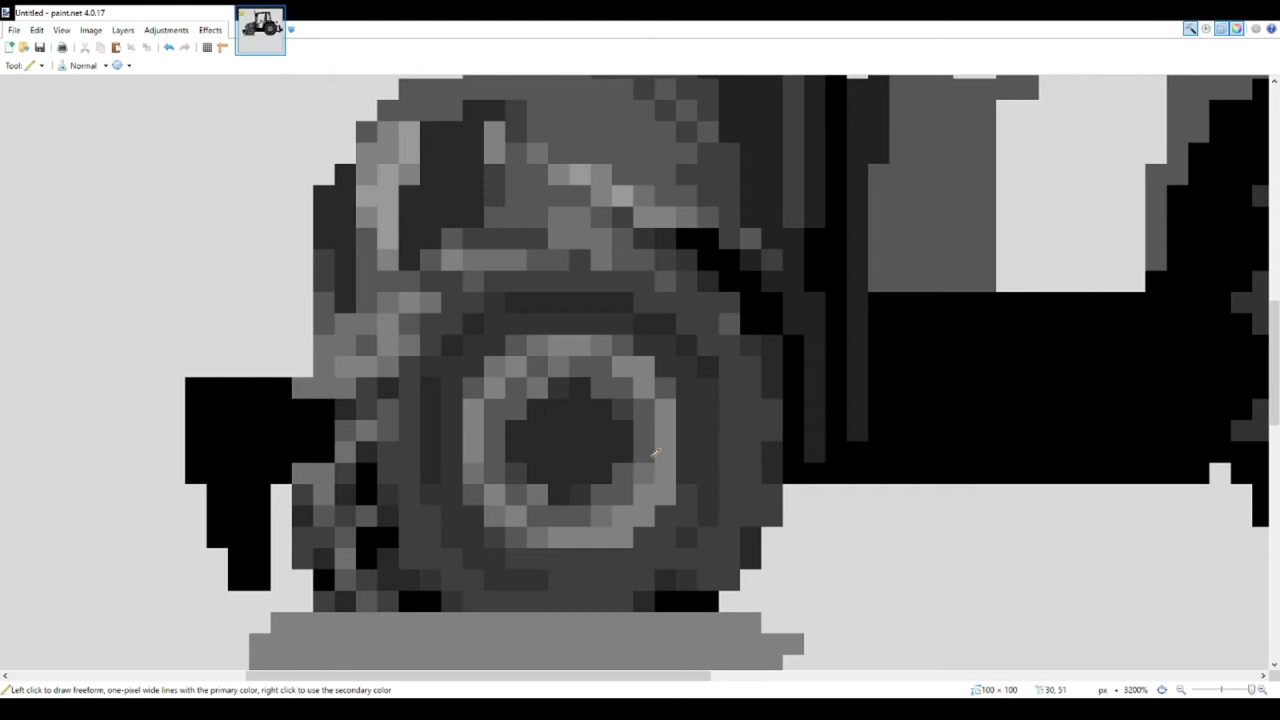 Untitled - paint.net 4.0.17
File Edit View Image Layers Adjustments Effects
Tool: Normal
Left click to draw freeform, one-pixel wide lines with the primary color, right click to use the secondary color 100 × 100 30, 51 px 3200%